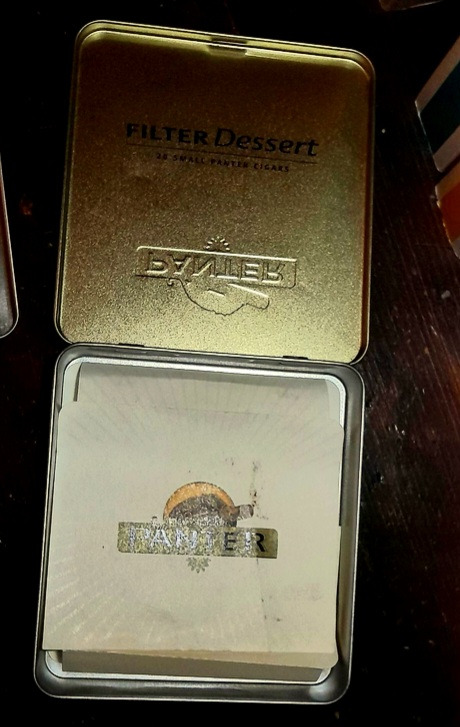 FILTER Dessert
20 SMALL PANTER CIGARS
PANTER
PANTER